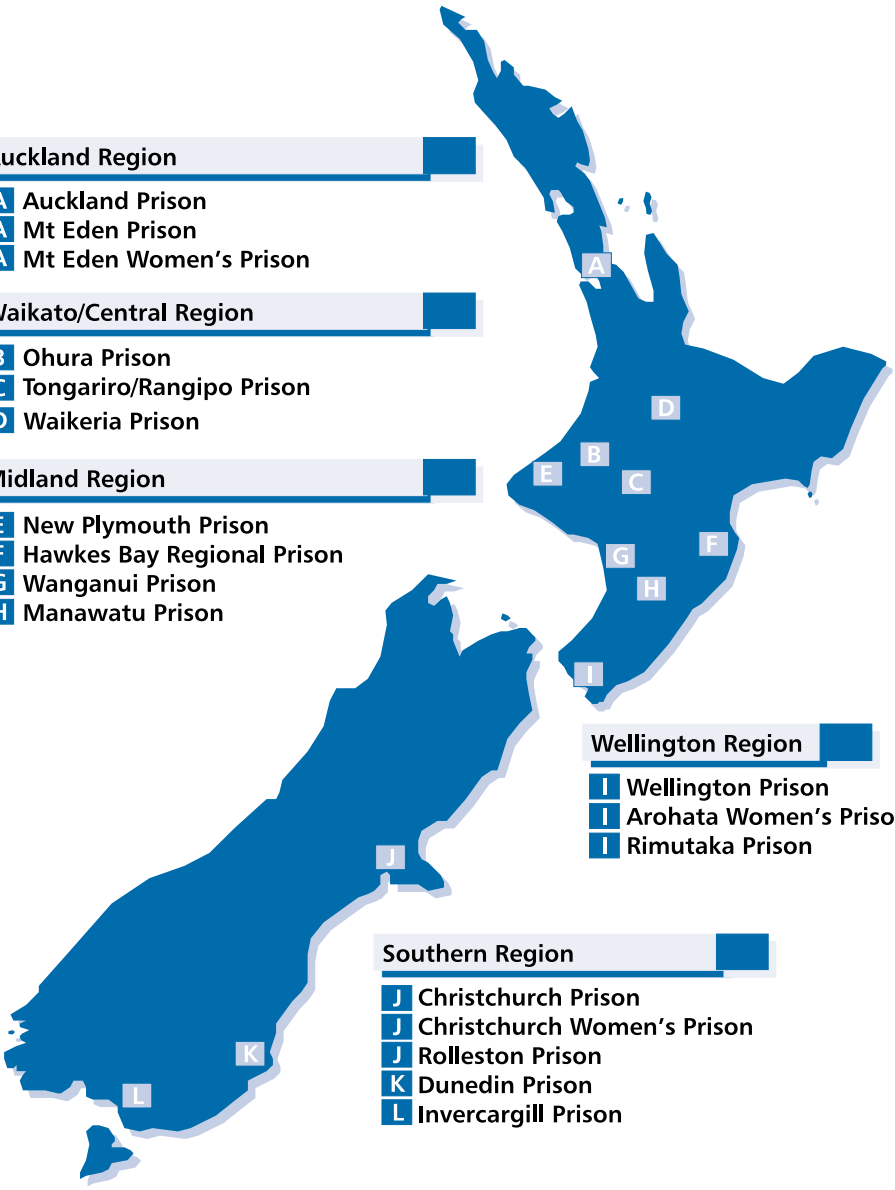 uckland Region
A Auckland Prison
A Mt Eden Prison
A Mt Eden Women's Prison
Waikato/Central Region
B Ohura Prison
C Tongariro/Rangipo Prison
D Waikeria Prison
Midland Region
E New Plymouth Prison
F Hawkes Bay Regional Prison
G Wanganui Prison
H Manawatu Prison
A
D
B
E
C
F
G
H
I
Wellington Region
I Wellington Prison
I Arohata Women's Priso
I Rimutaka Prison
J
K
L
Southern Region
J Christchurch Prison
J Christchurch Women's Prison
J Rolleston Prison
K Dunedin Prison
L Invercargill Prison